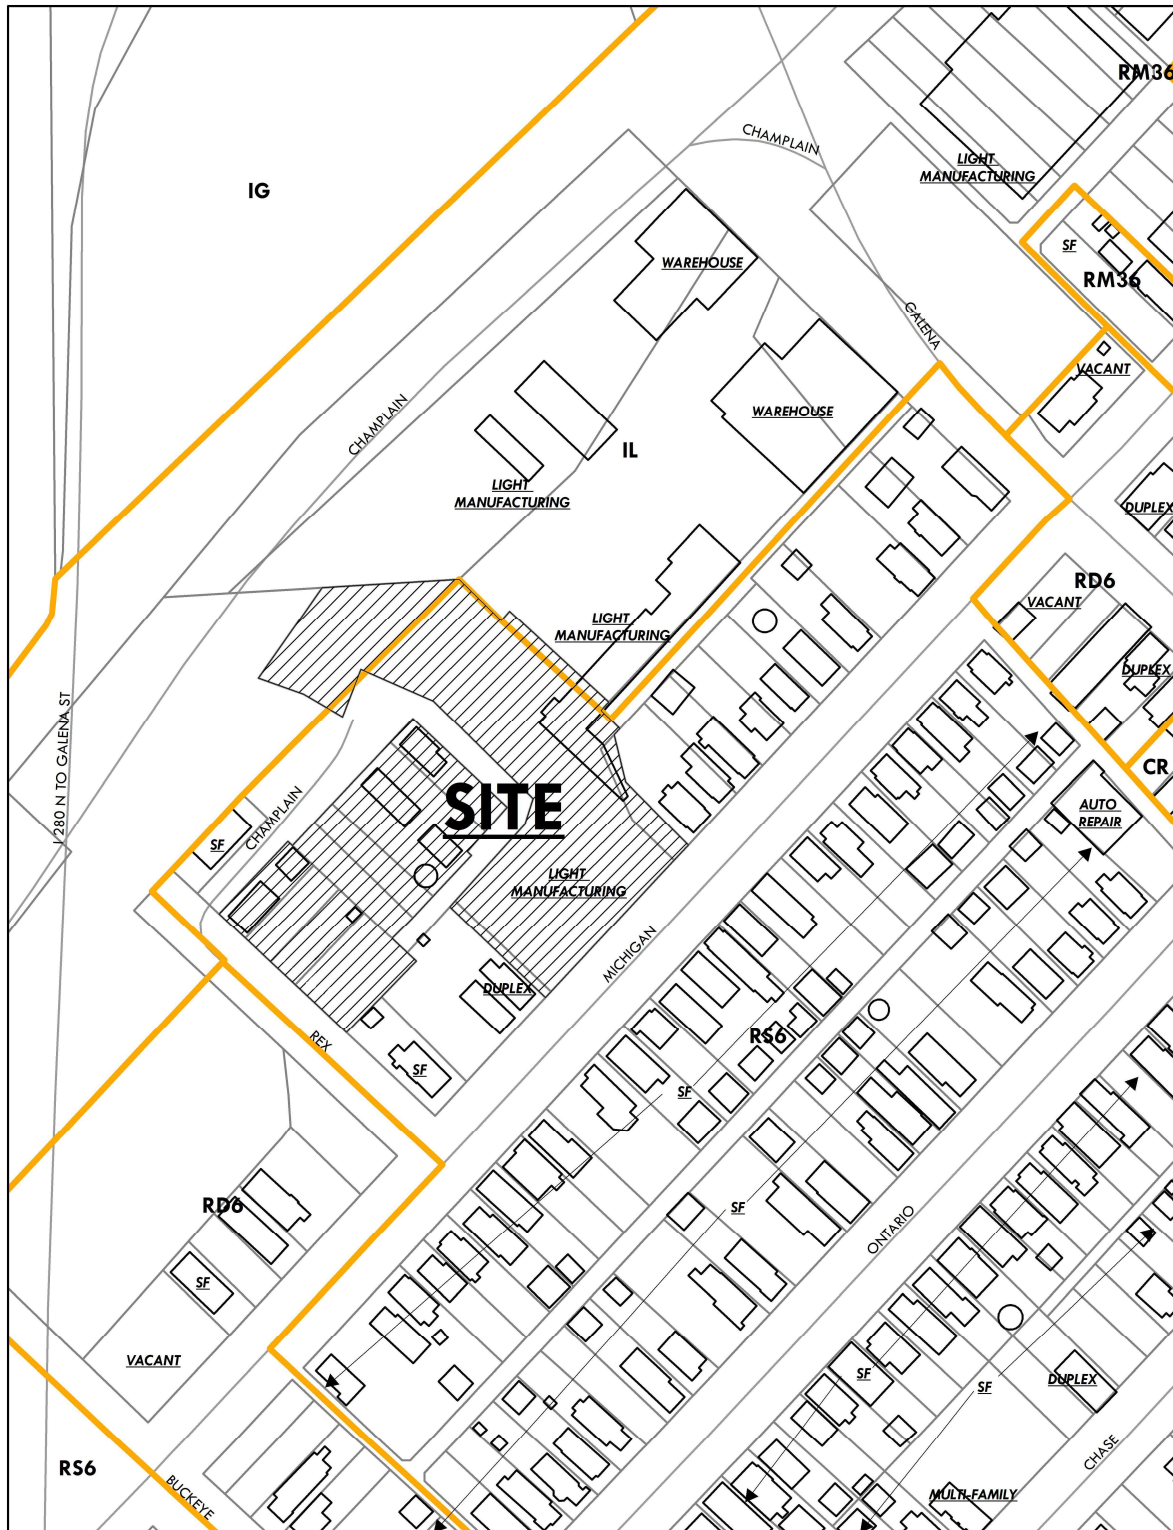 RM36
CHAMPLAIN
LIGHT
MANUFACTURING
IG
SF
WAREHOUSE
RM36
GALENA
VACANT
CHAMPLAIN
WAREHOUSE
IL
LIGHT
MANUFACTURING
DUPLEX
RD6
VACANT
LIGHT
MANUFACTURING
DUPLEX
I 280 N TO GALENA ST
CR
SITE
AUTO
REPAIR
CHAMPLAIN
SF
LIGHT
MANUFACTURING
MICHIGAN
DUPLEX
REX
RS6
SF
SF
RD6
SF
ONTARIO
SF
VACANT
SF
SF
DUPLEX
RS6
BUCKEYE
CHASE
MULTI-FAMILY